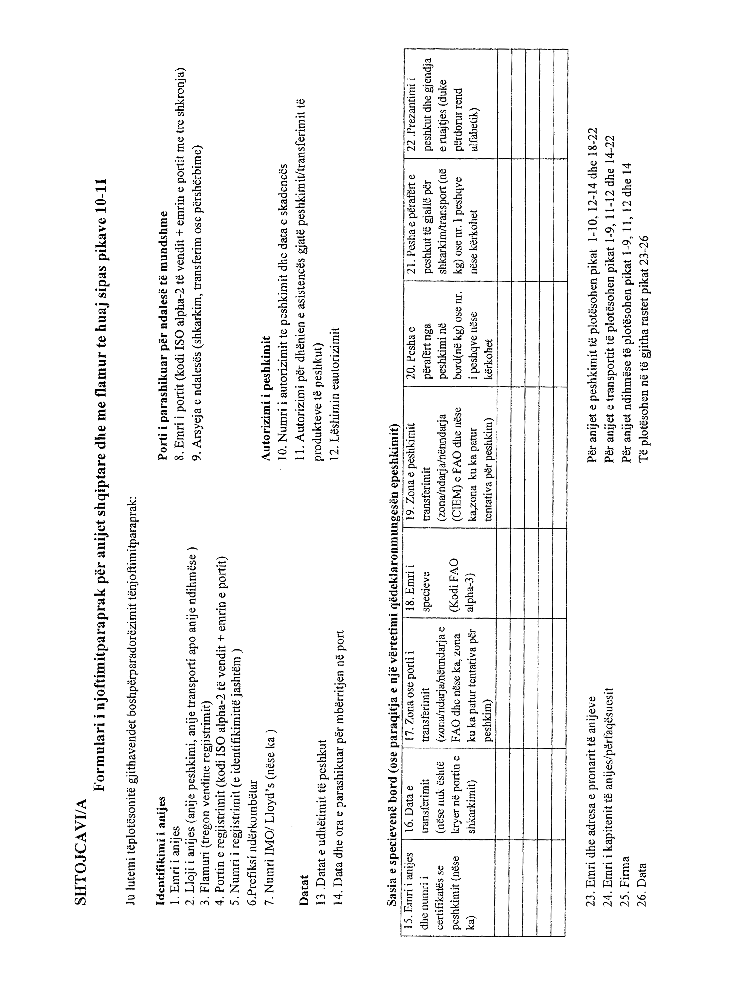 SHTOJCAVI/A
Formulari i njoftimitparaprak për anijet shqiptare dhe me flamur te huaj sipas pikave 10-11
Ju lutemi tëplotësonitë gjithavendet boshpërparadorëzimit tënjoftimitparaprak:
Identifikimi i anijes
1. Emri i anijes
2. Lloji i anijes (anije peshkimi, anije transporti apo anije ndihmëse )
3. Flamuri (tregon vendine regjistrimit)
4. Portin e regjistrimit (kodi ISO alpha-2 të vendit + emrin e portit)
5. Numri i regjistrimit (e identifikimittë jashtëm )
6.Prefiksi ndërkombëtar
7. Numri IMO/ Lloyd's (nëse ka )
Porti i parashikuar për ndalesë të mundshme
8. Emri i portit (kodi ISO alpha-2 të vendit + emrin e portit me tre shkronja)
9. Arsyeja e ndalesës (shkarkim, transferim ose përshërbime)
Autorizimi i peshkimit
10. Numri i autorizimit te peshkimit dhe data e skadencës
11. Autorizimi për dhënien e asistencës gjatë peshkimit/transferimit të
produkteve të peshkut)
12. Lëshimin eautorizimit
Datat
13 .Datat e udhëtimit të peshkut
14. Data dhe ora e parashikuar për mbërritjen në port
Sasia e specievenë bord (ose paraqitja e një vërtetimi qëdeklaronmungesën epeshkimit)
15. Emri i anijes
dhe numri i
certifikatës se
peshkimit (nëse
ka)
16. Data e
transferimit
(nëse nuk është
kryer në portin e
shkarkimit)
17. Zona ose porti i
transferimit
(zona/ndarja/nënndarja e
FAO dhe nëse ka, zona
ku ka patur tentativa për
peshkim)
18. Emri i
specieve
(Kodi FAO
alpha-3)
19. Zona e peshkimit
transferimit
(zona/ndarja/nënndarja
(CIEM) e FAO dhe nëse
ka,zona ku ka patur
tentativa për peshkim)
20. Pesha e
përafërt nga
peshkimi në
bord(në kg) ose nr.
i peshqve nëse
kërkohet
21. Pesha e përafërt e
peshkut të gjallë për
shkarkim/transport (në
kg) ose nr. I peshqve
nëse kërkohet
22 .Prezantimi i
peshkut dhe gjendja
e ruajtjes (duke
përdorur rend
alfabetik)
23. Emri dhe adresa e pronarit të anijeve
24. Emri i kapitenit të anijes/përfaqësuesit
25. Firma
26. Data
Për anijet e peshkimit të plotësohen pikat 1-10, 12-14 dhe 18-22
Për anijet e transportit të plotësohen pikat 1-9, 11-12 dhe 14-22
Për anijet ndihmëse të plotësohen pikat 1-9, 11, 12 dhe 14
Të plotësohen në të gjitha rastet pikat 23-26